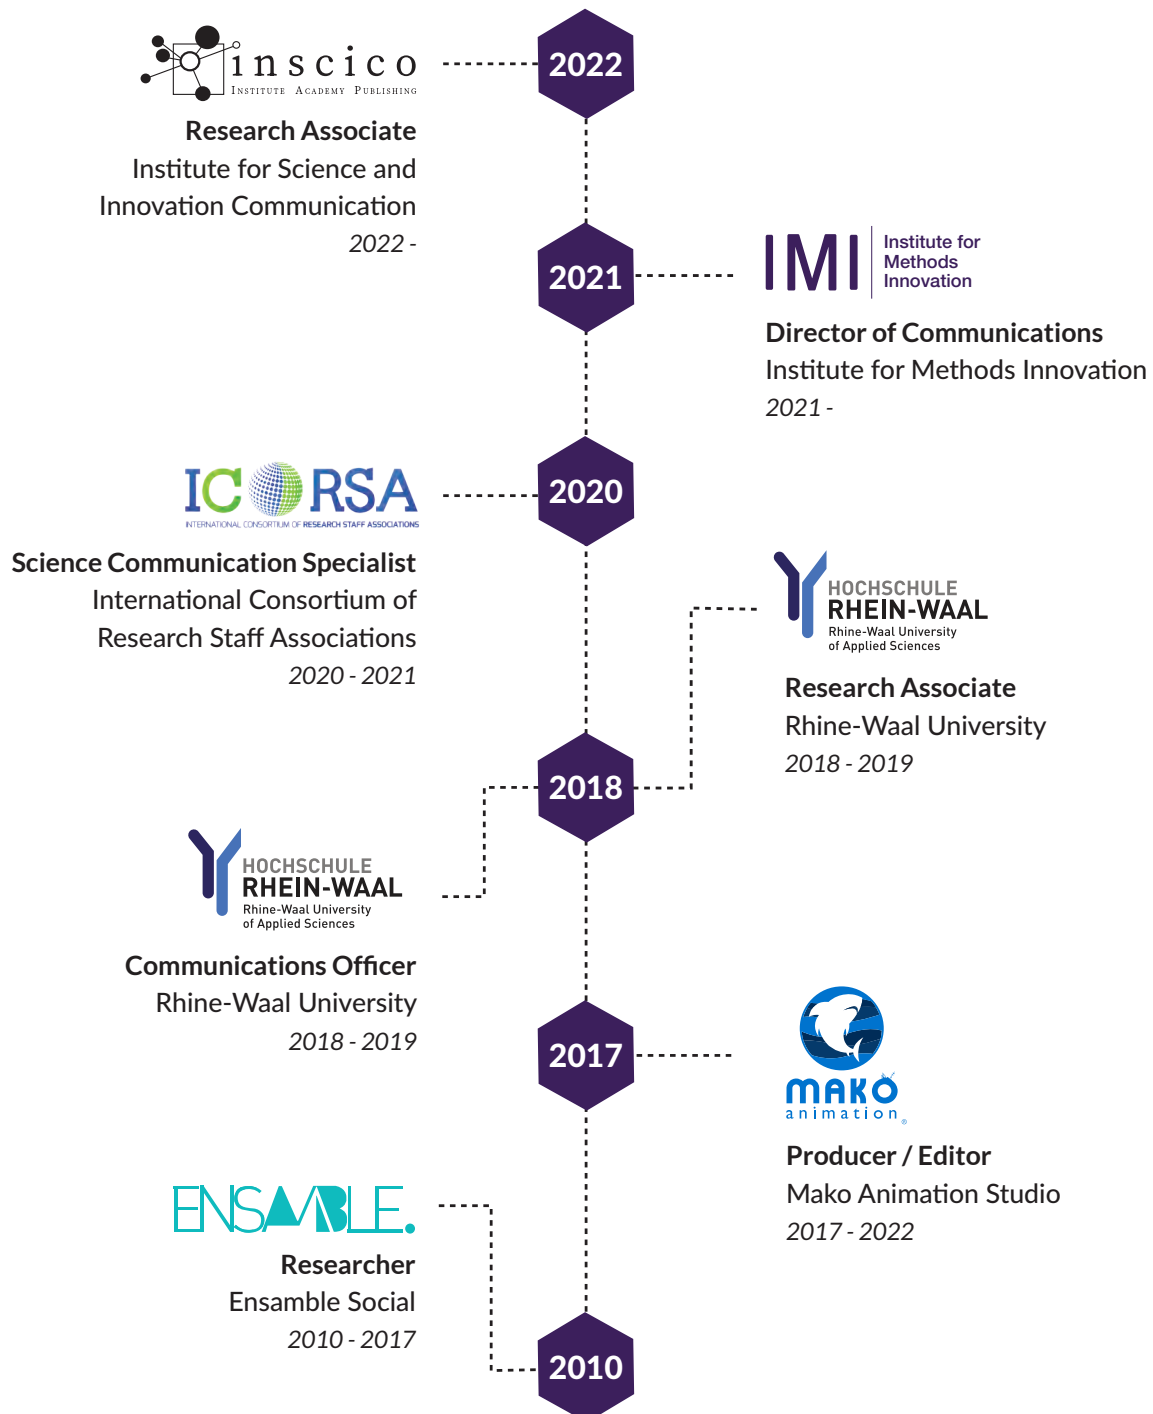 inscico
INSTITUTE ACADEMY PUBLISHING
2022
Research Associate
Institute for Science and
Innovation Communication
2022 -
2021
IMI
Institute for
Methods
Innovation
Director of Communications
Institute for Methods Innovation
2021 -
ICORSA
INTERNATIONAL CONSORTIUM OF RESEARCH STAFF ASSOCIATIONS
2020
Science Communication Specialist
International Consortium of
Research Staff Associations
2020 - 2021
HOCHSCHULE
RHEIN-WAAL
Rhine-Waal University
of Applied Sciences
Research Associate
Rhine-Waal University
2018 - 2019
2018
HOCHSCHULE
RHEIN-WAAL
Rhine-Waal University
of Applied Sciences
Communications Officer
Rhine-Waal University
2018 - 2019
2017
MAKO
animation®
Producer / Editor
Mako Animation Studio
2017 - 2022
ENSAMBLE.
Researcher
Ensamble Social
2010 - 2017
2010